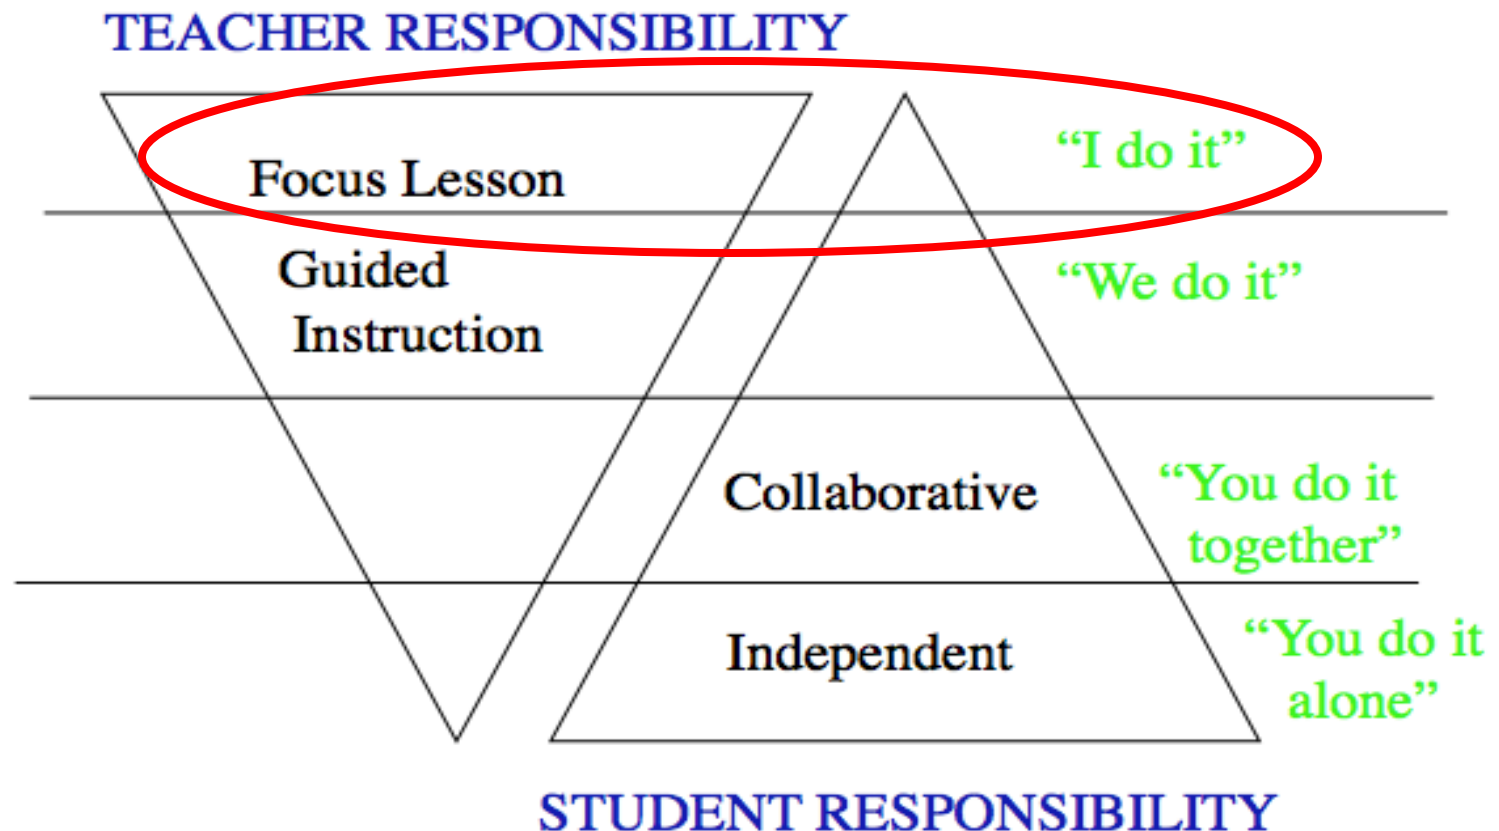 TEACHER RESPONSIBILITY
Focus Lesson
“I do it”
Guided
Instruction
“We do it”
Collaborative
“You do it
together”
Independent
“You do it
alone”
STUDENT RESPONSIBILITY